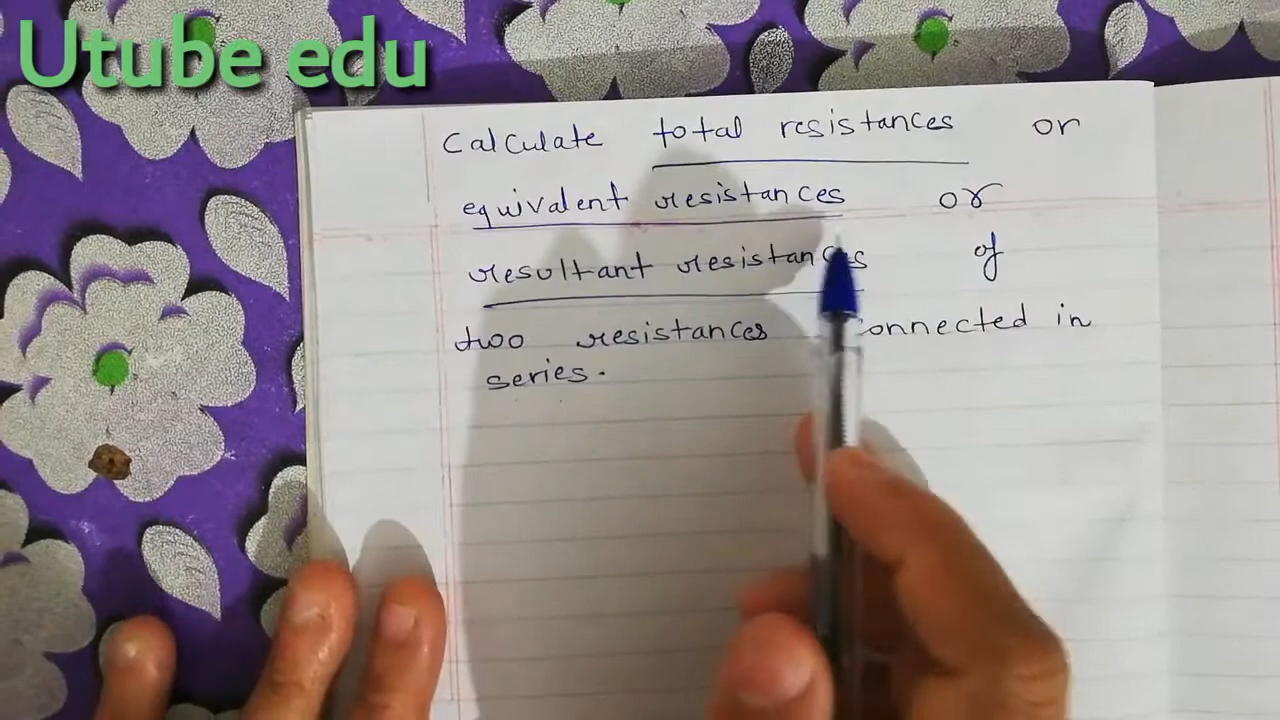 Utube edu
Calculate total resistances or
equivalent resistances or
resultant resistances of
two resistances connected in
series.